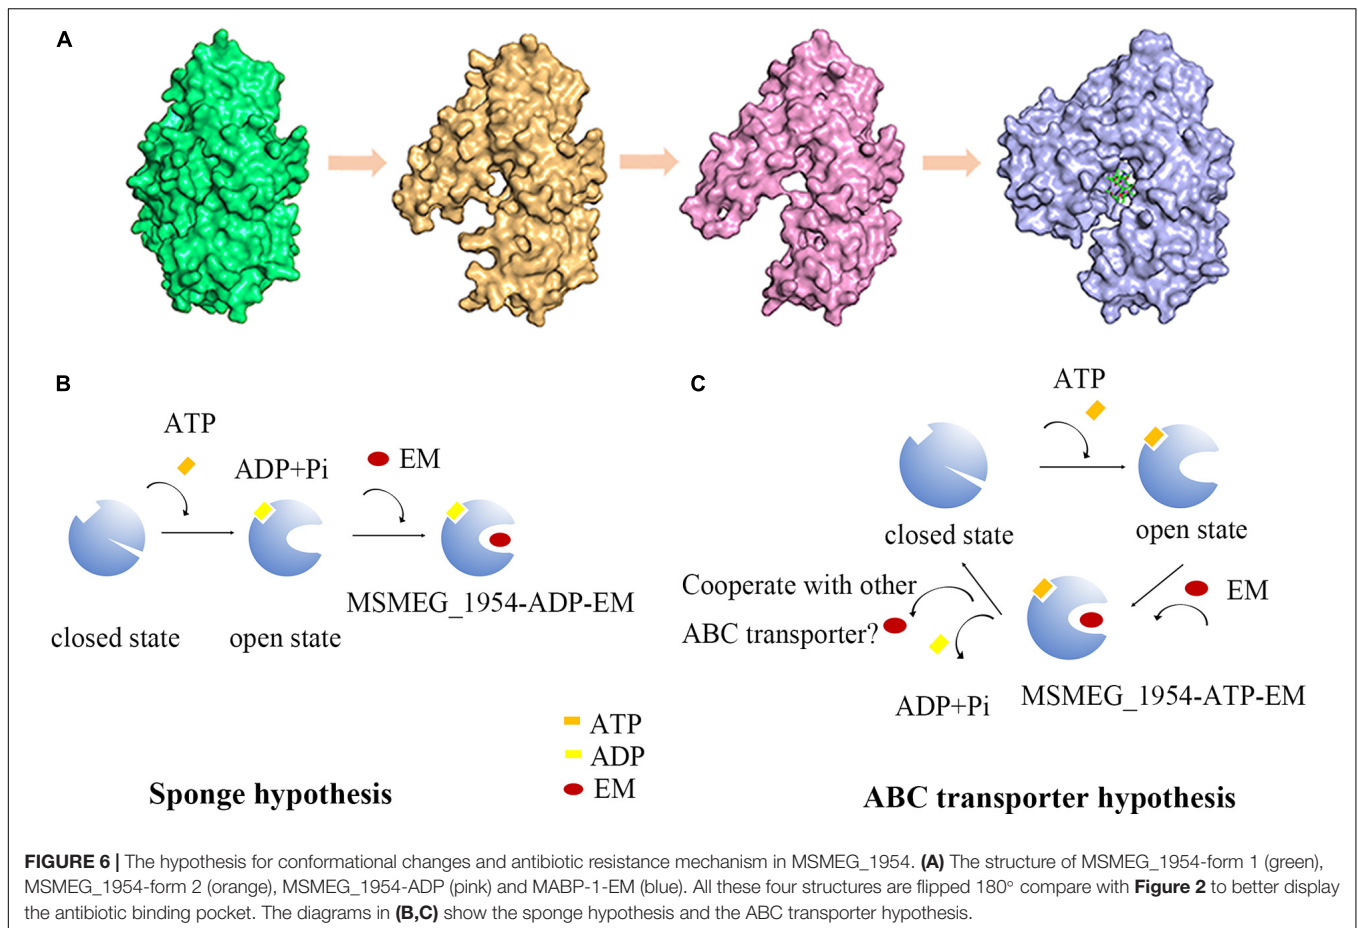 A
B
ATP
ADP+Pi
EM
MSMEG_1954-ADP-EM
closed state
open state
ATP
ADP
EM
Sponge hypothesis
C
ATP
closed state
open state
Cooperate with other
ABC transporter?
EM
ADP+Pi
MSMEG_1954-ATP-EM
ABC transporter hypothesis
FIGURE 6 | The hypothesis for conformational changes and antibiotic resistance mechanism in MSMEG_1954. (A) The structure of MSMEG_1954-form 1 (green),
MSMEG_1954-form 2 (orange), MSMEG_1954-ADP (pink) and MABP-1-EM (blue). All these four structures are flipped 180° compare with Figure 2 to better display
the antibiotic binding pocket. The diagrams in (B,C) show the sponge hypothesis and the ABC transporter hypothesis.